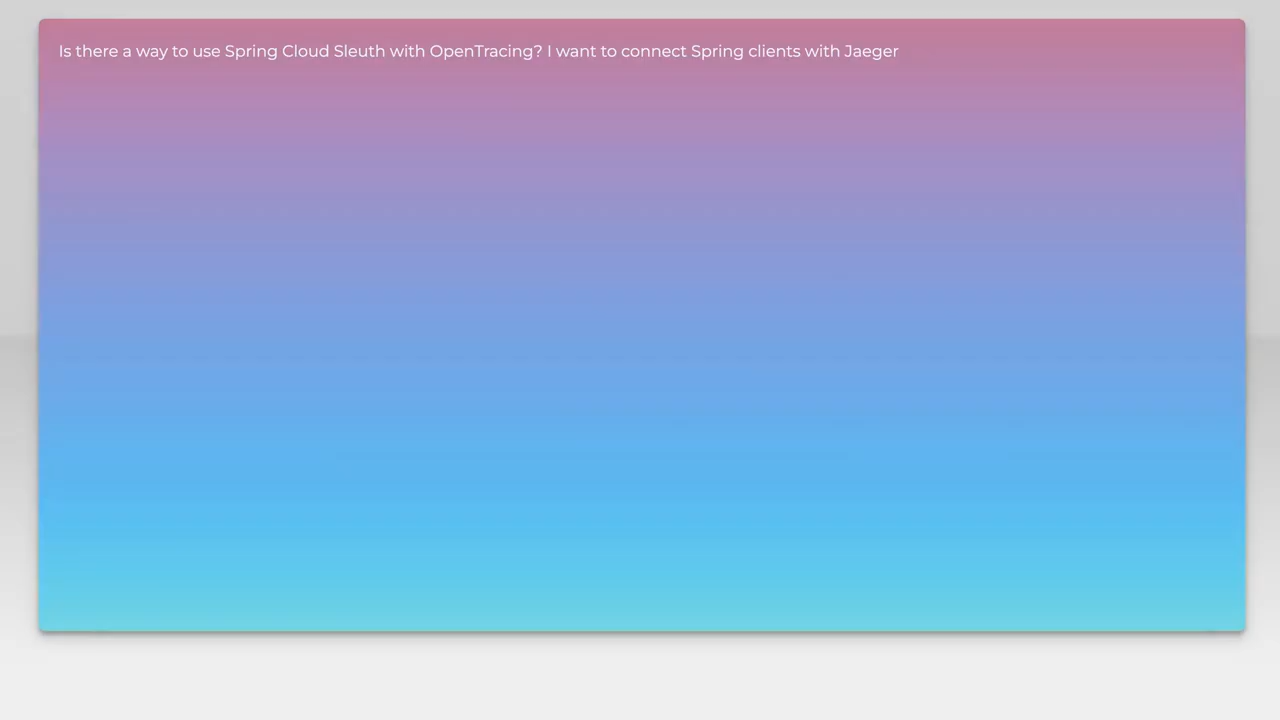 Is there a way to use Spring Cloud Sleuth with OpenTracing? I want to connect Spring clients with Jaeger